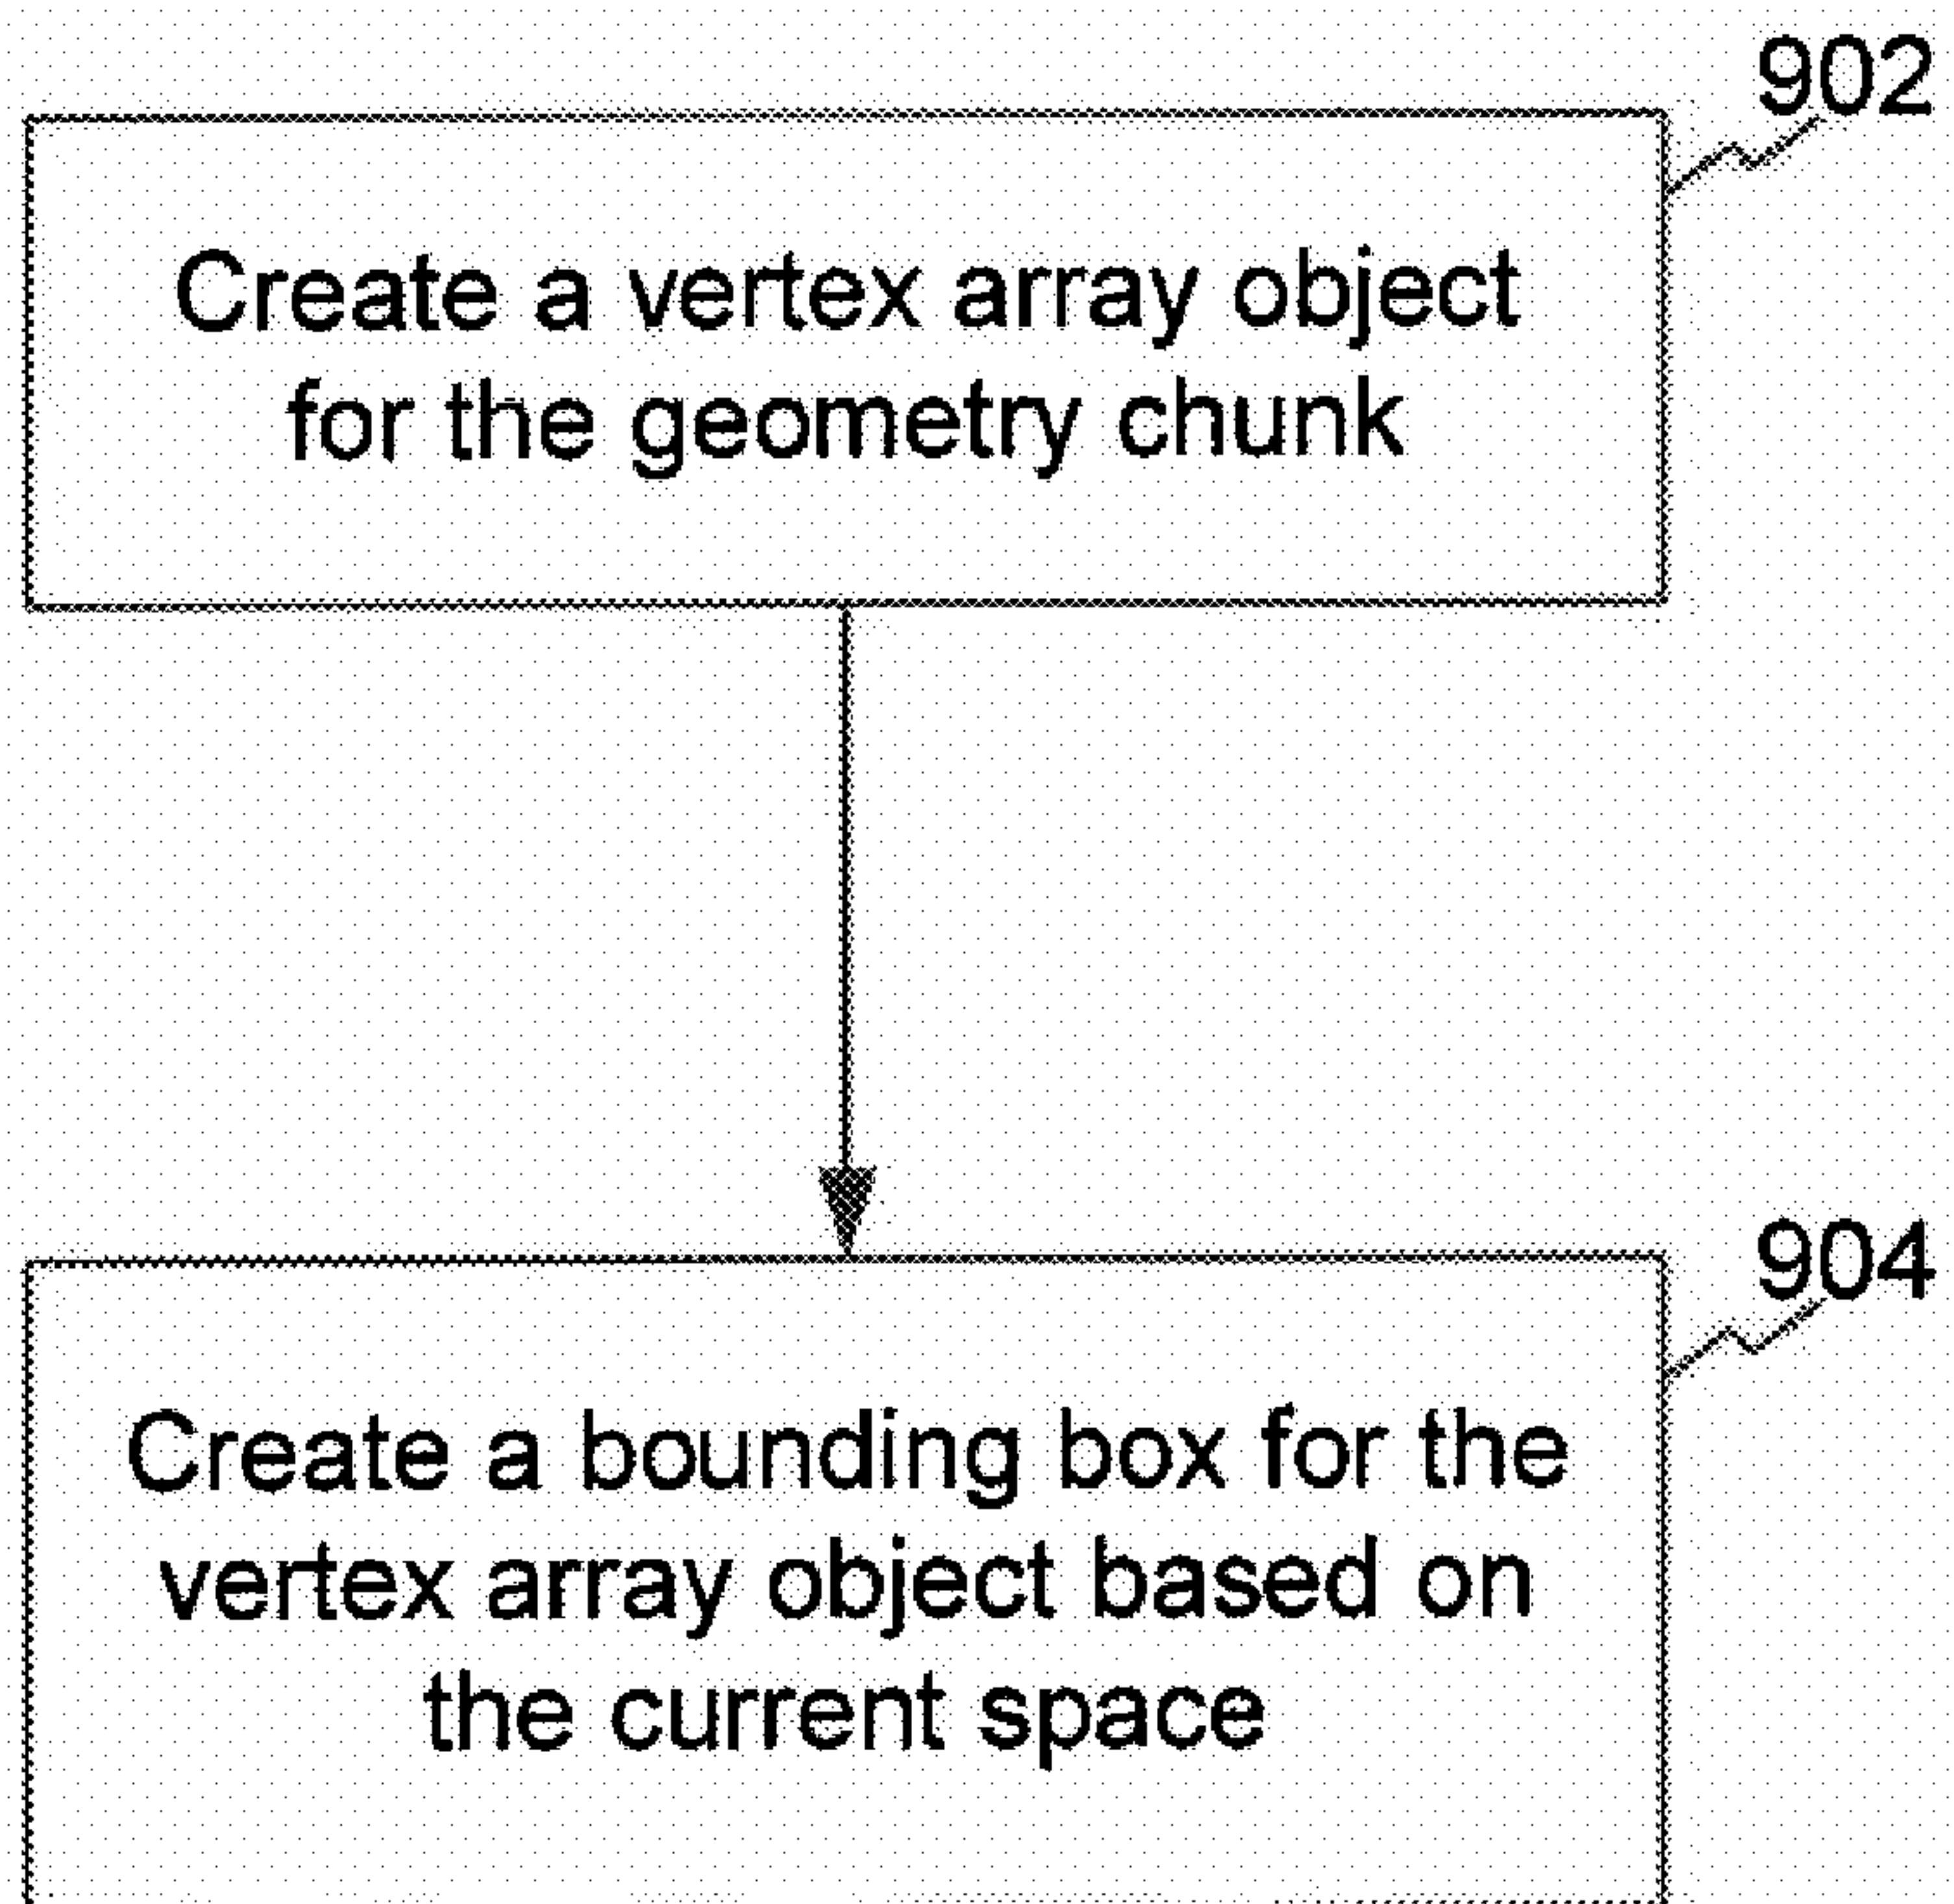 902
Create a vertex array object
for the geometry chunk
904
Create a bounding box for the
vertex array object based on
the current space